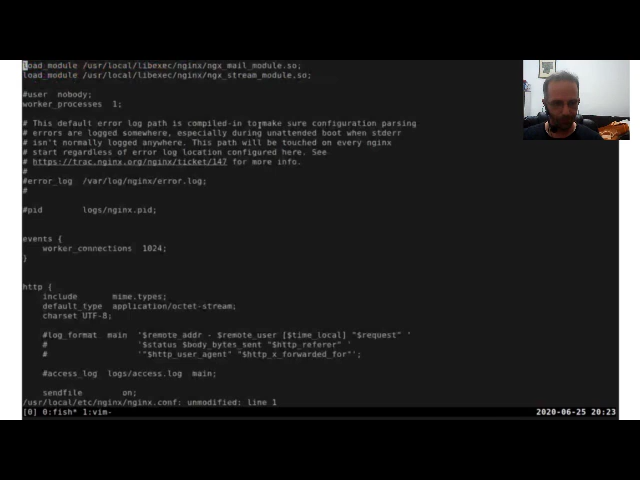 load_module /usr/local/libexec/nginx/ngx_mail_module.so;
load_module /usr/local/libexec/nginx/ngx_stream_module.so;
#user  nobody;
worker_processes  1;
# This default error log path is compiled-in to make sure configuration parsing
# errors are logged somewhere, especially during unattended boot when stderr
# isn't normally logged anywhere. This path will be touched on every nginx
# start regardless of error log location configured here. See
# https://trac.nginx.org/nginx/ticket/147 for more info.
#
#error_log  /var/log/nginx/error.log;
#
#pid        logs/nginx.pid;
events {
    worker_connections  1024;
}
http {
    include       mime.types;
    default_type  application/octet-stream;
    charset UTF-8;
    #log_format  main  '$remote_addr - $remote_user [$time_local] "$request" '
    #                  '$status $body_bytes_sent "$http_referer" '
    #                  '"$http_user_agent" "$http_x_forwarded_for"';
    #access_log  logs/access.log  main;
    sendfile        on;
/usr/local/etc/nginx/nginx.conf: unmodified: line 1
[0] 0:fish* 1:vim- 2020-06-25 20:23